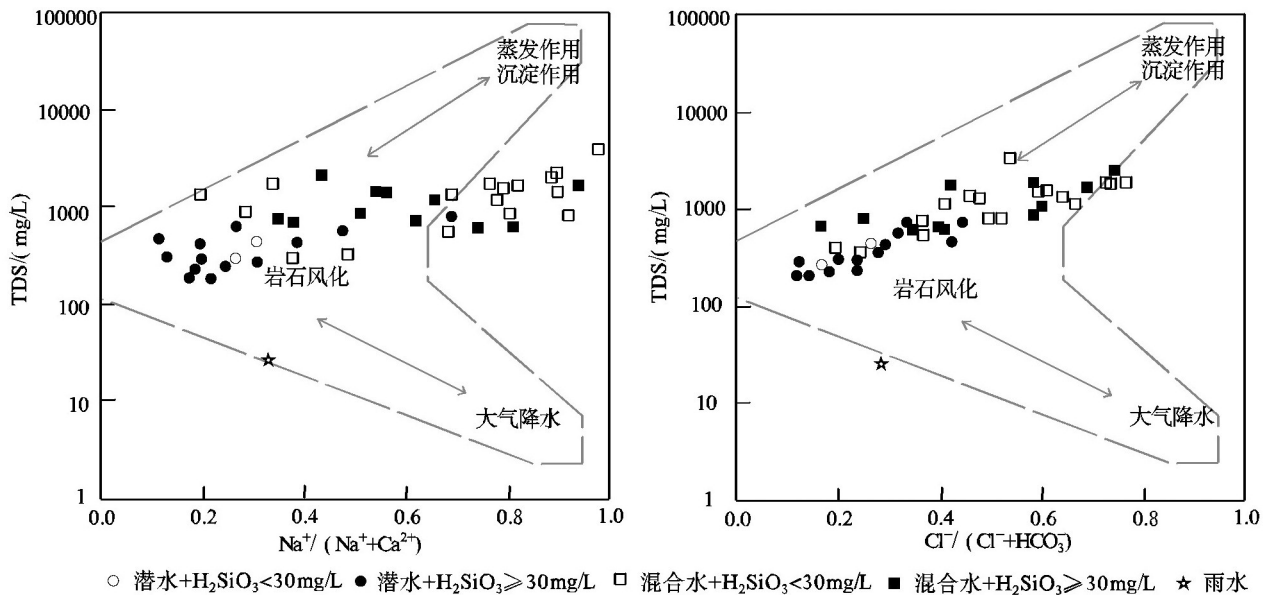 100000
10000
1000
100
10
1
TDS/( mg/L)
蒸发作用
沉淀作用
岩石风化
大气降水
0.0 0.2 0.4 0.6 0.8 1.0
Na⁺/( Na⁺+Ca²⁺)
100000
10000
1000
100
10
1
TDS/( mg/L)
蒸发作用
沉淀作用
岩石风化
大气降水
0.0 0.2 0.4 0.6 0.8 1.0
Cl⁻/( Cl⁻+HCO₃⁻)
○ 潜水+H₂SiO₃<30mg/L ● 潜水+H₂SiO₃≥30mg/L □ 混合水+H₂SiO₃<30mg/L ■ 混合水+H₂SiO₃≥30mg/L ☆ 雨水